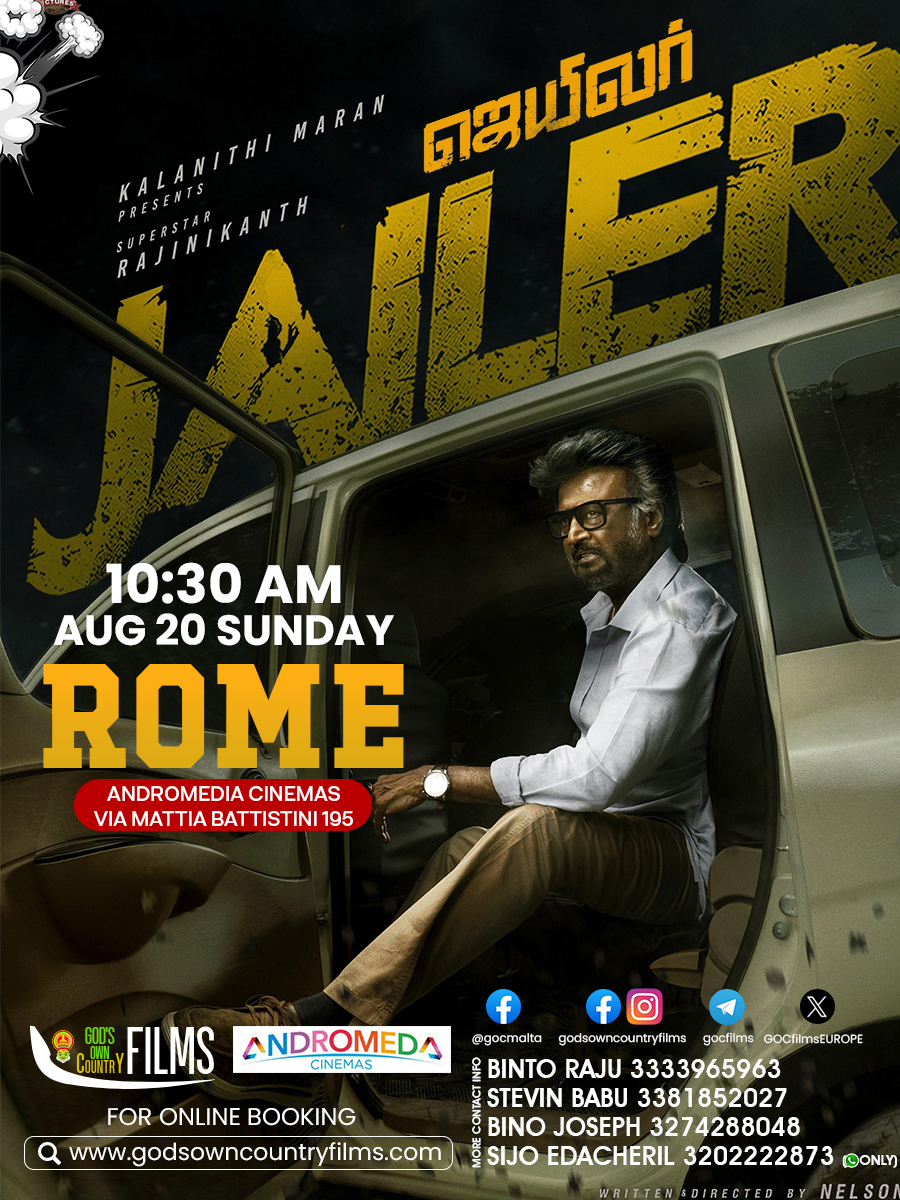 PICTURES
ஜெயிலர்
KALANITHI MARAN
PRESENTS
SUPERSTAR
RAJINIKANTH
JAILER
10:30 AM
AUG 20 SUNDAY
ROME
ANDROMEDIA CINEMAS
VIA MATTIA BATTISTINI 195
GOD'S
OWN
COUNTRY
FILMS
ANDROMEDA
CINEMAS
FOR ONLINE BOOKING
www.godsowncountryfilms.com
@gocmalta godsowncountryfilms gocfilms GOCfilmsEUROPE
MORE CONTACT INFO
BINTO RAJU 3333965963
STEVIN BABU 3381852027
BINO JOSEPH 3274288048
SIJO EDACHERIL 3202222873 (ONLY)
WRITTEN & DIRECTED BY NELSON